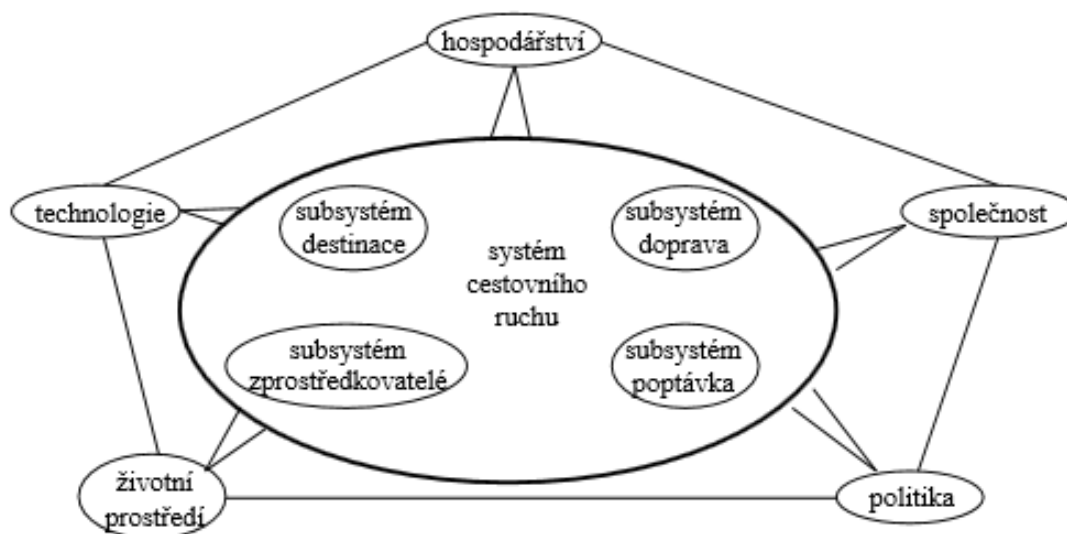 hospodářství
technologie
společnost
subsystém
destinace
subsystém
doprava
systém
cestovního
ruchu
subsystém
zprostředkovatelé
subsystém
poptávka
životní
prostředí
politika